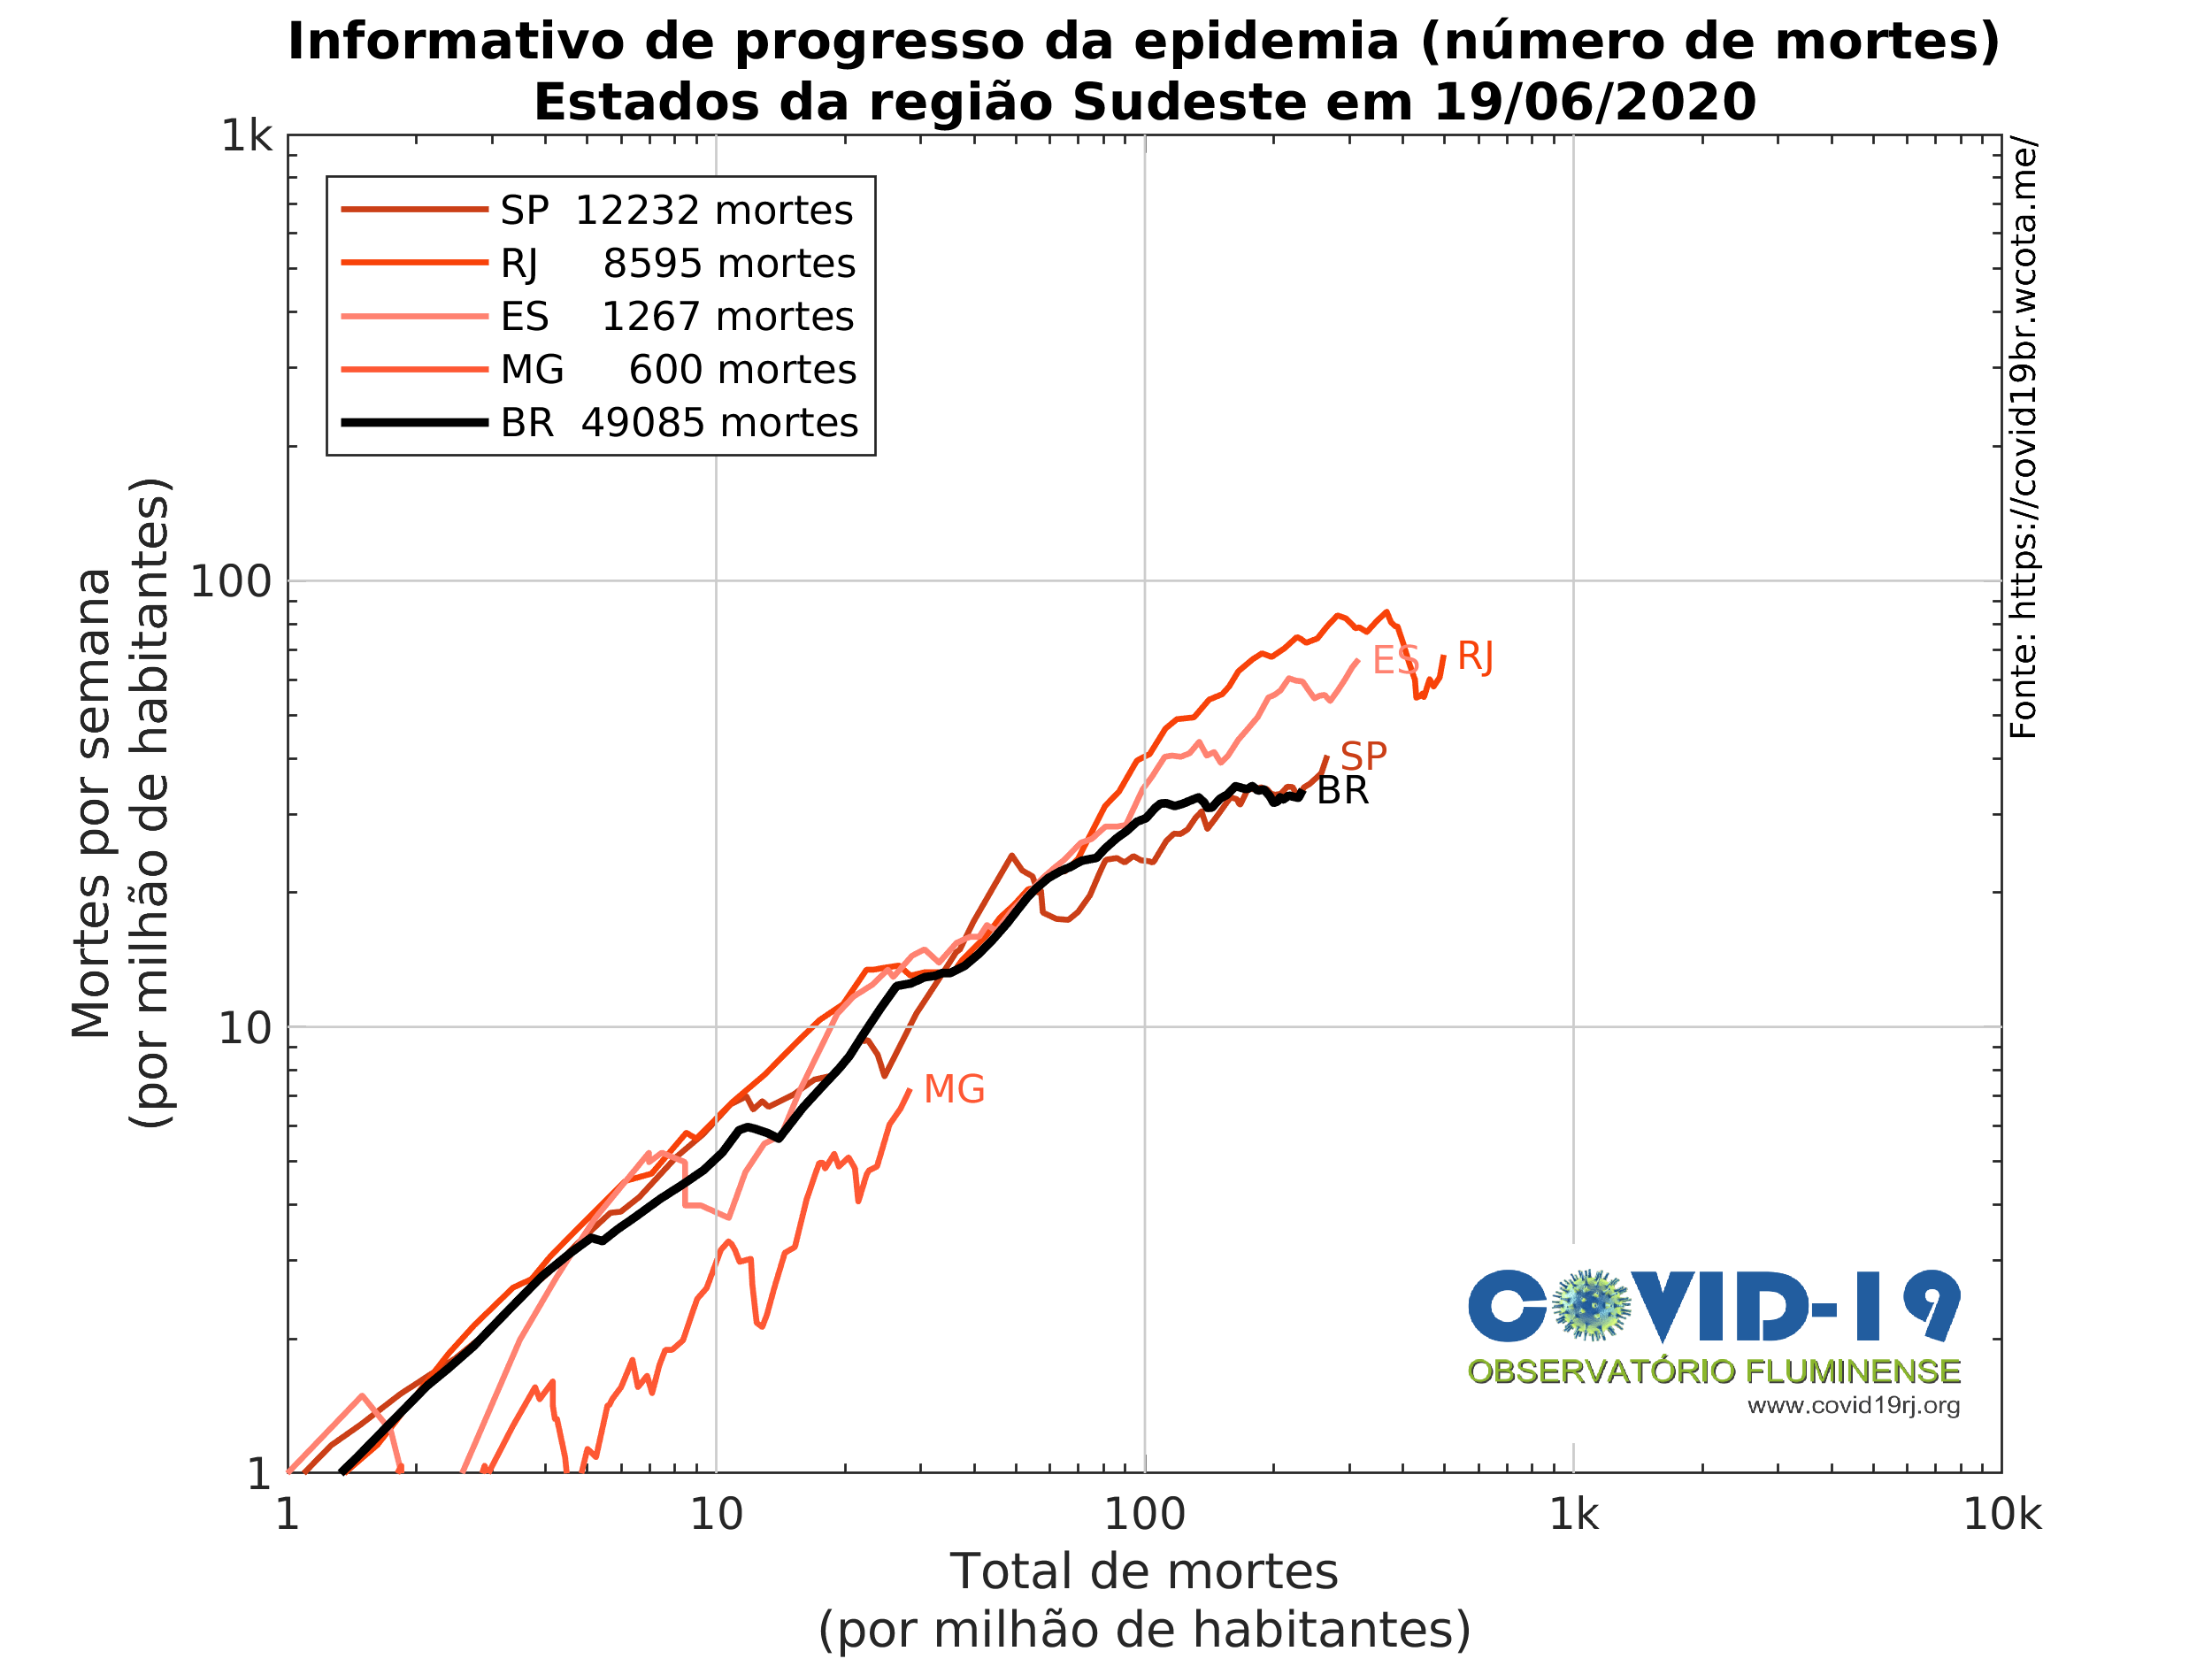 Informativo de progresso da epidemia (número de mortes)
Estados da região Sudeste em 19/06/2020
1k
100
10
1
SP 12232 mortes
RJ 8595 mortes
ES 1267 mortes
MG 600 mortes
BR 49085 mortes
Mortes por semana
(por milhão de habitantes)
Fonte: https://covid19br.wcota.me/
RJ
ES
SP
BR
MG
COVID-19
OBSERVATÓRIO FLUMINENSE
www.covid19rj.org
1 10 100 1k 10k
Total de mortes
(por milhão de habitantes)